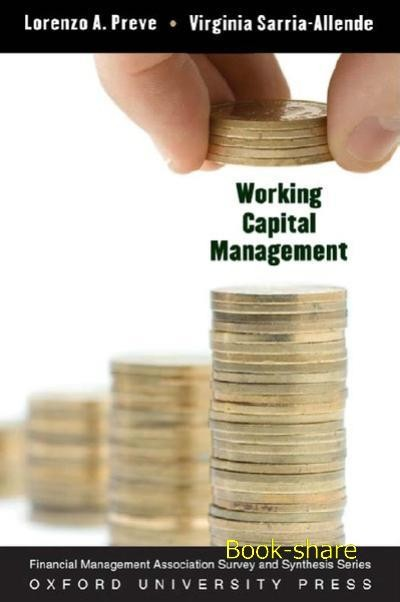 Lorenzo A. Preve • Virginia Sarria-Allende
Working
Capital
Management
Book-share
Financial Management Association Survey and Synthesis Series
OXFORD UNIVERSITY PRESS